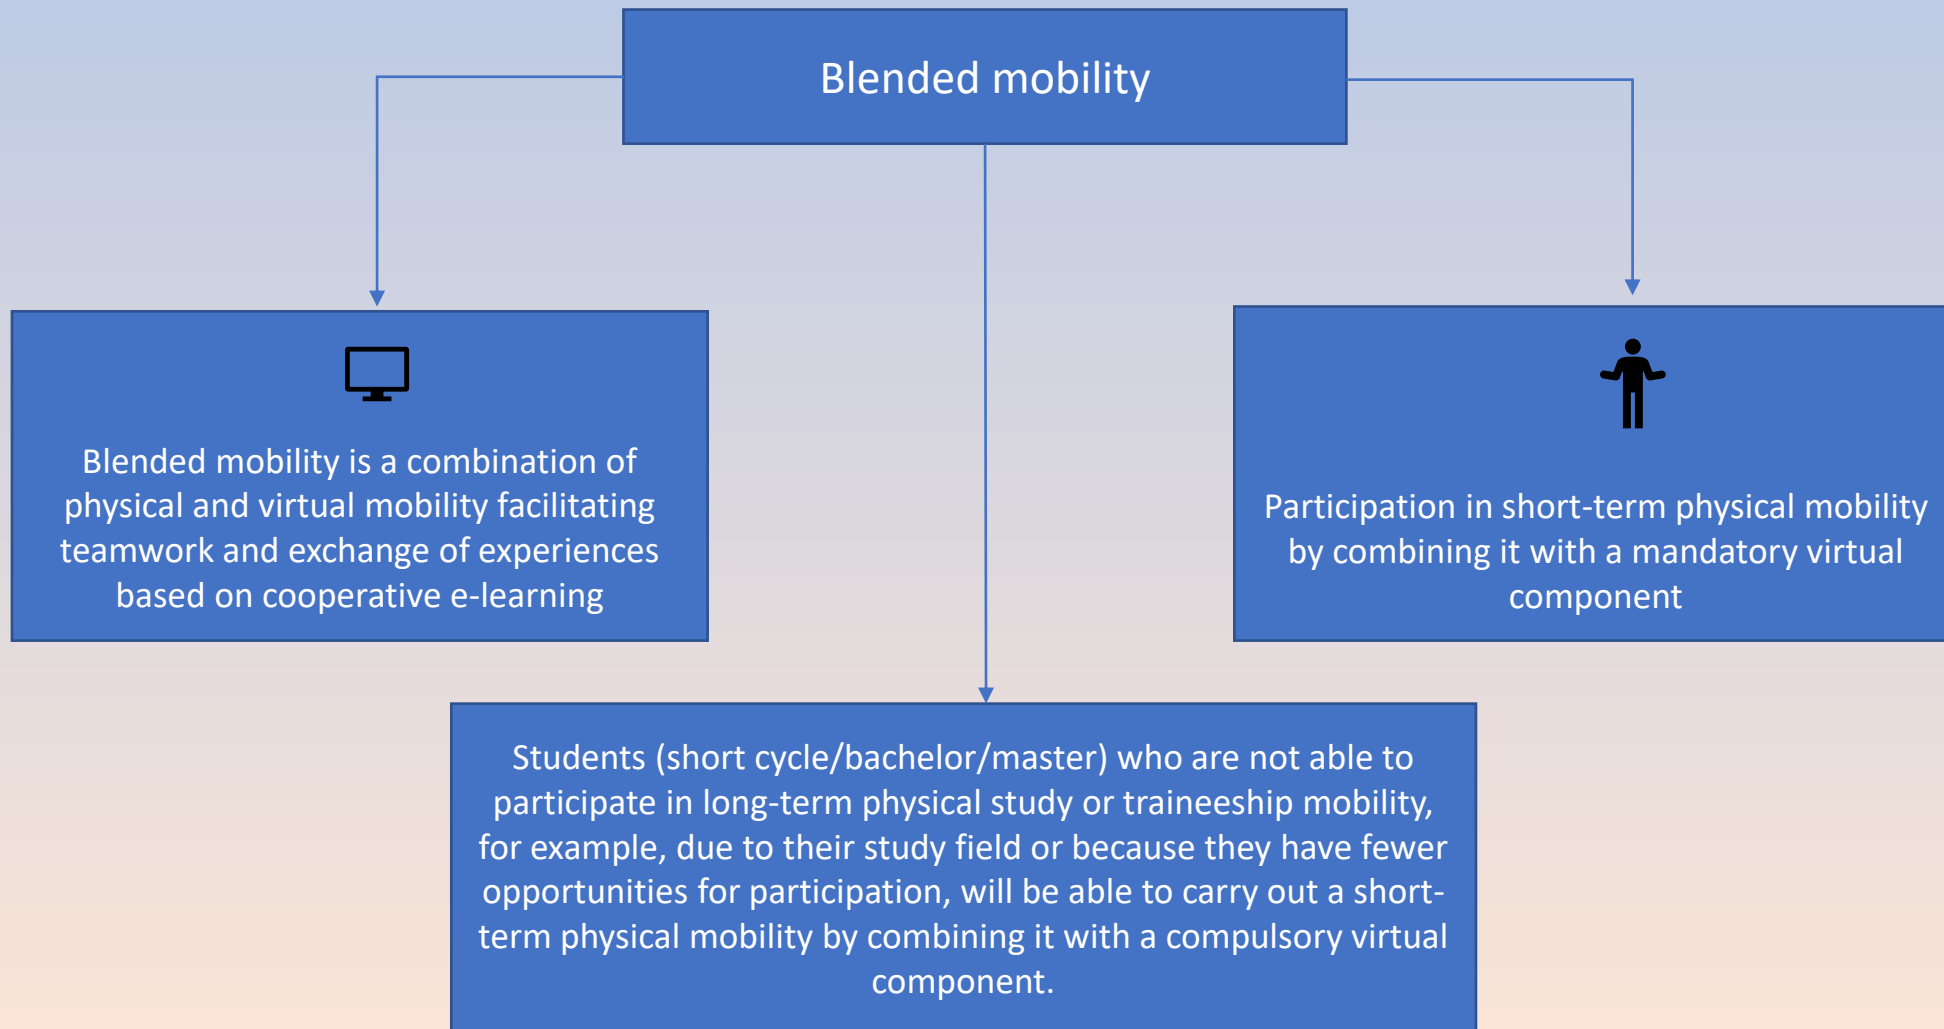 Blended mobility
Blended mobility is a combination of
physical and virtual mobility facilitating
teamwork and exchange of experiences
based on cooperative e-learning
Participation in short-term physical mobility
by combining it with a mandatory virtual
component
Students (short cycle/bachelor/master) who are not able to
participate in long-term physical study or traineeship mobility,
for example, due to their study field or because they have fewer
opportunities for participation, will be able to carry out a short-
term physical mobility by combining it with a compulsory virtual
component.